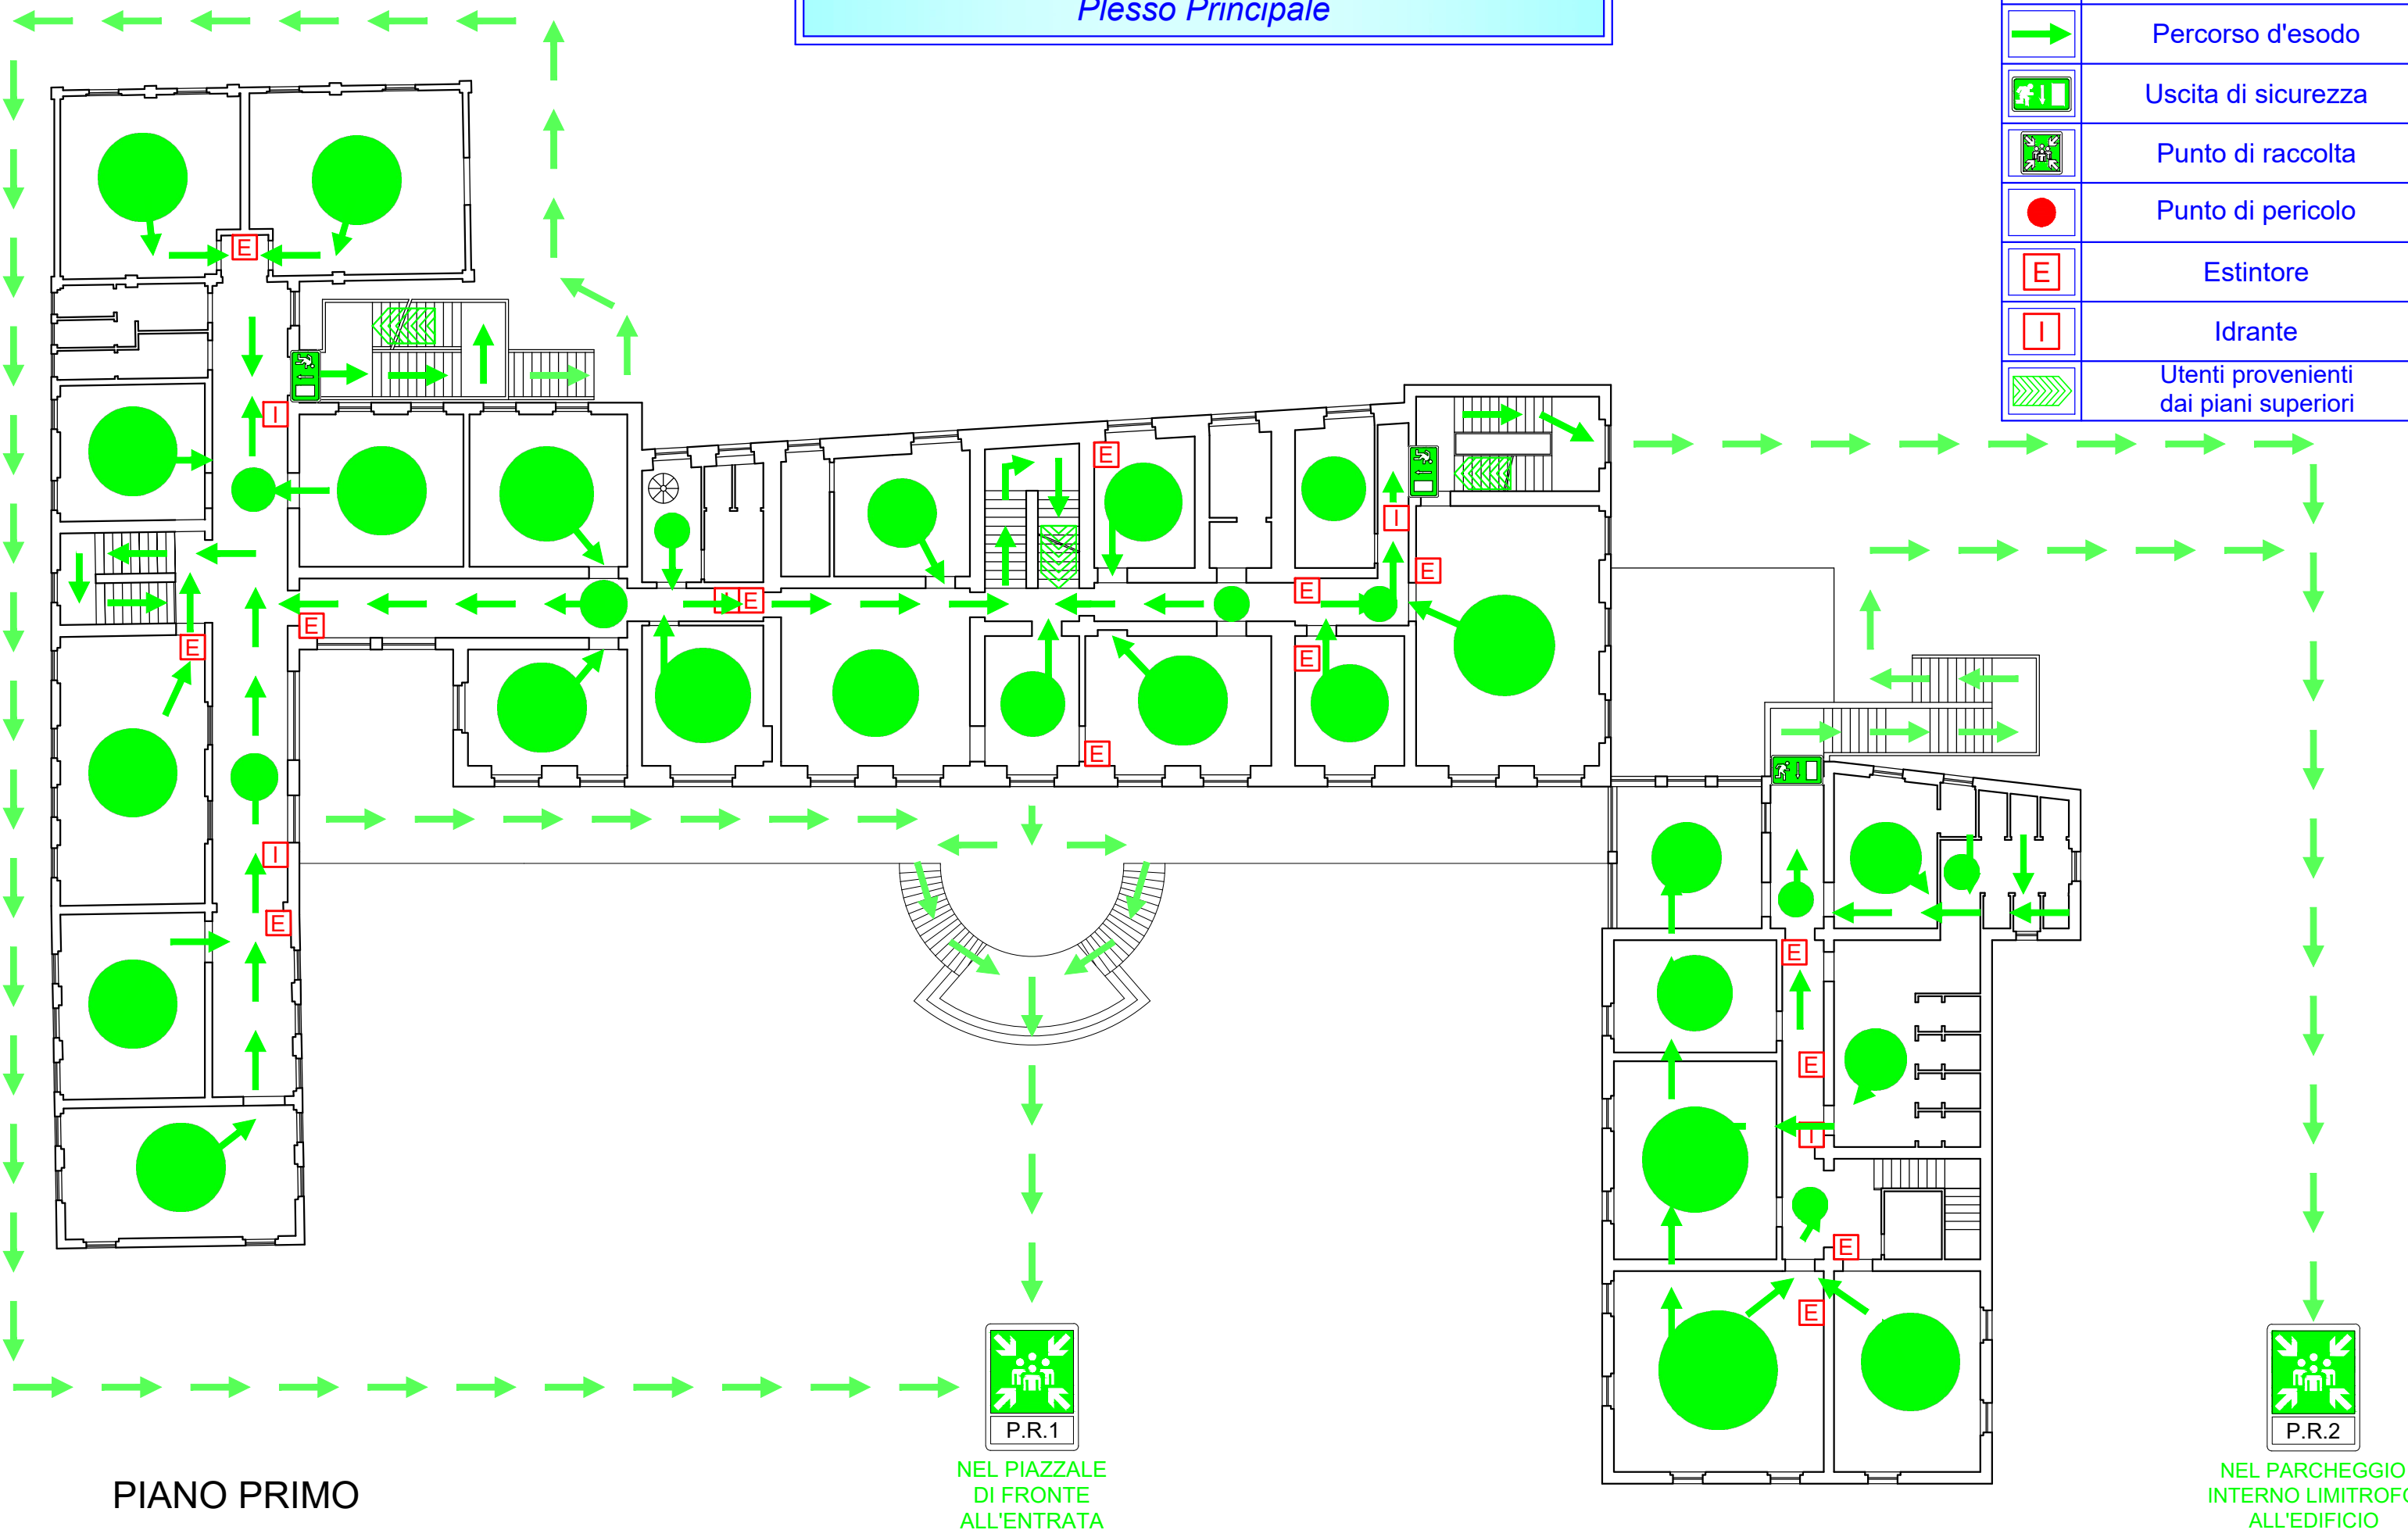 Plesso Principale
Percorso d'esodo
Uscita di sicurezza
Punto di raccolta
Punto di pericolo
E
Estintore
I
Idrante
Utenti provenienti
dai piani superiori
E
I
E
I
E
E
E
E
I
E
E
E
E
E
I
E
E
E
I
E
E
P.R.1
NEL PIAZZALE
DI FRONTE
ALL'ENTRATA
P.R.2
NEL PARCHEGGIO
INTERNO LIMITROFO
ALL'EDIFICIO
PIANO PRIMO